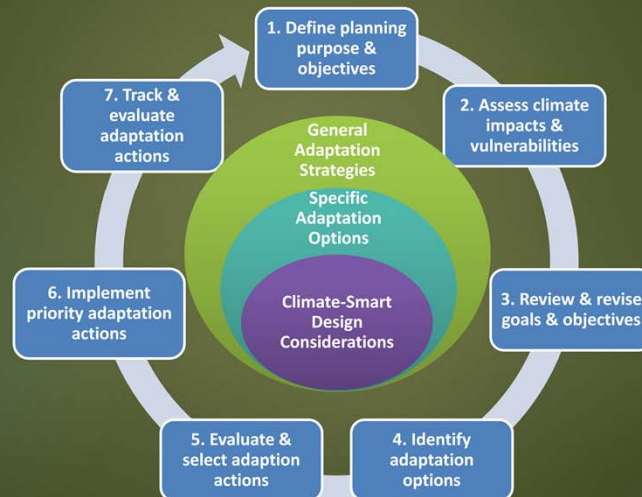 1. Define planning
purpose &
objectives
2. Assess climate
impacts &
vulnerabilities
3. Review & revise
goals & objectives
4. Identify
adaptation
options
5. Evaluate &
select adaption
actions
6. Implement
priority adaptation
actions
7. Track &
evaluate
adaptation
actions
General
Adaptation
Strategies
Specific
Adaptation
Options
Climate-Smart
Design
Considerations